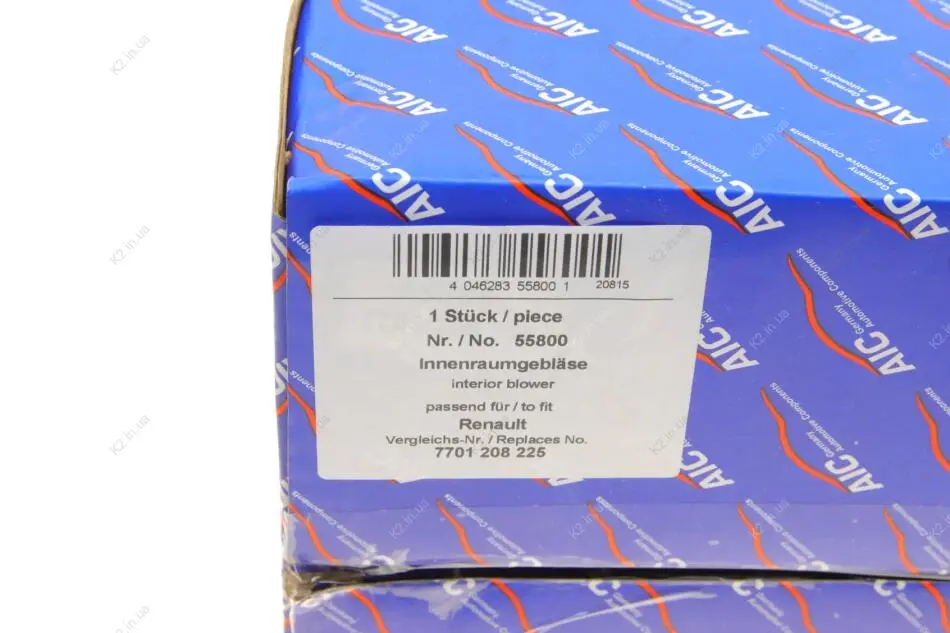 4 046283 55800 1 20815
1 Stück / piece
Nr. / No. 55800
Innenraumgebläse
interior blower
passend für / to fit
Renault
Vergleichs-Nr. / Replaces No.
7701 208 225
AIC Germany
Automotive Components
K2.in.ua